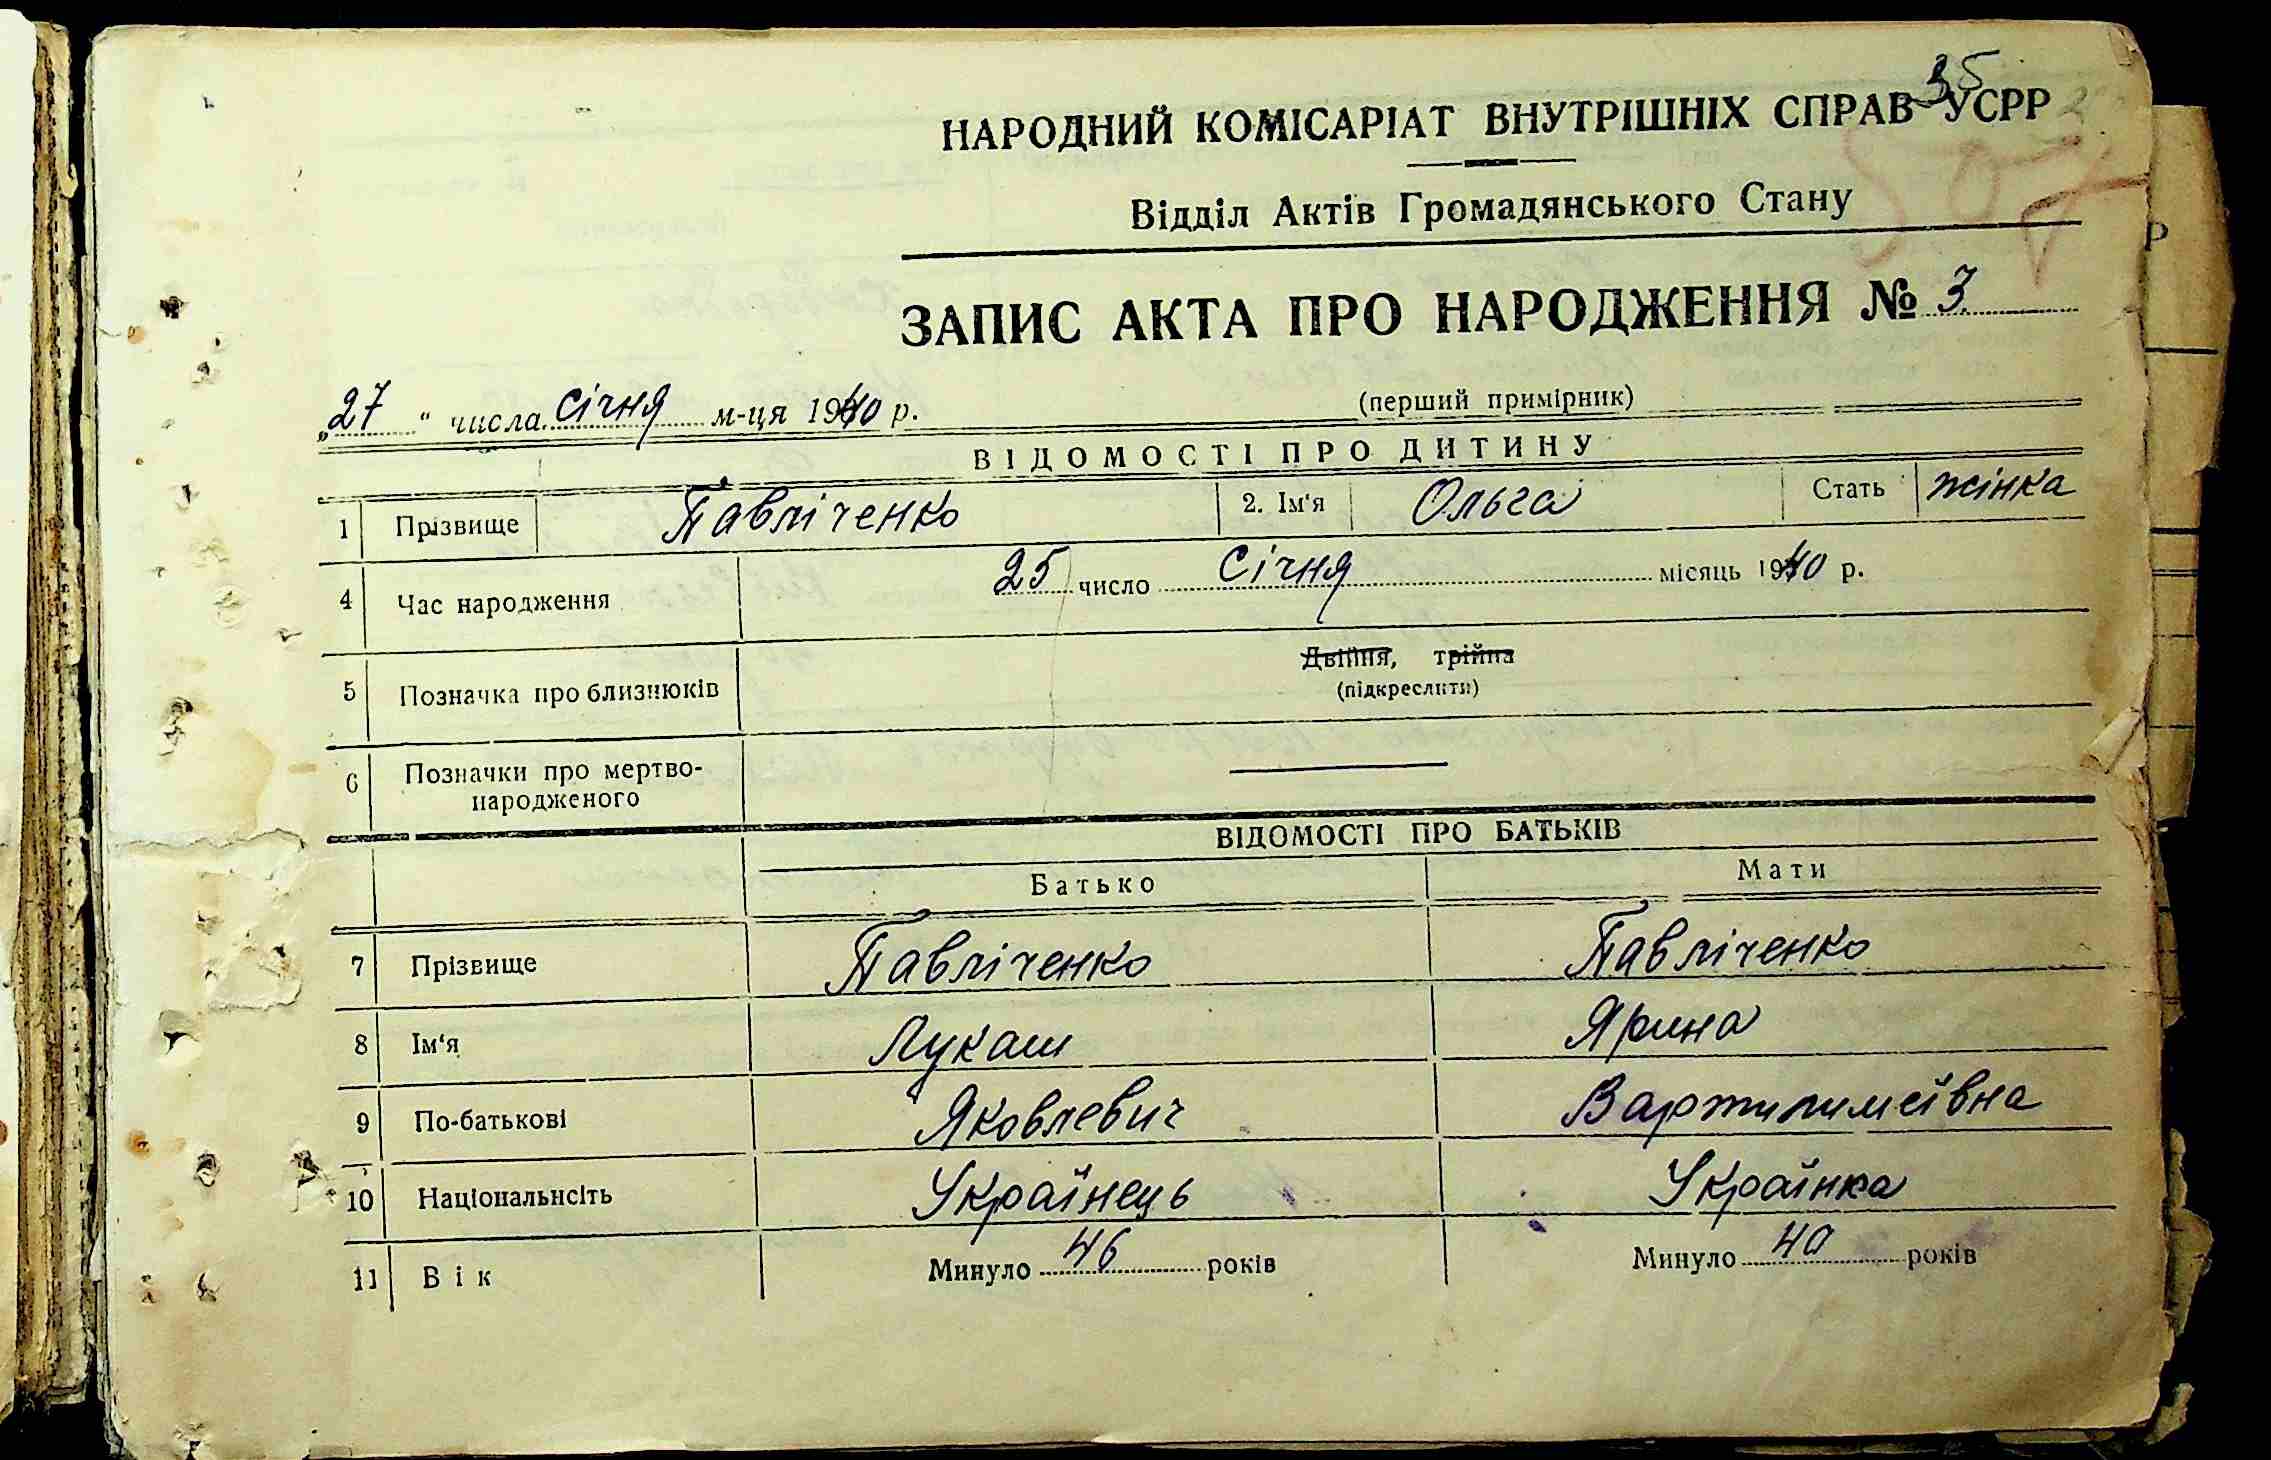 35
НАРОДНИЙ КОМІСАРІАТ ВНУТРІШНІХ СПРАВ УСРР
507
Відділ Актів Громадянського Стану
ЗАПИС АКТА ПРО НАРОДЖЕННЯ № 3.
„27“ числа січня м-ця 1940 р. (перший примірник)
ВІДОМОСТІ ПРО ДИТИНУ
1 Прізвище Павліченко 2. Ім'я Ольга Стать жінка
4 Час народження 25 число Січня місяць 1940 р.
5 Позначка про близнюків Двійня, трійня
(підкреслити)
6 Позначки про мертво-
народженого
ВІДОМОСТІ ПРО БАТЬКІВ
Батько Мати
7 Прізвище Павліченко Павліченко
8 Ім'я Лукаш Ярина
9 По-батькові Яковлевич Вартилимеївна
10 Національнсіть Українець Українка
11 Вік Минуло 46 років Минуло 40 років